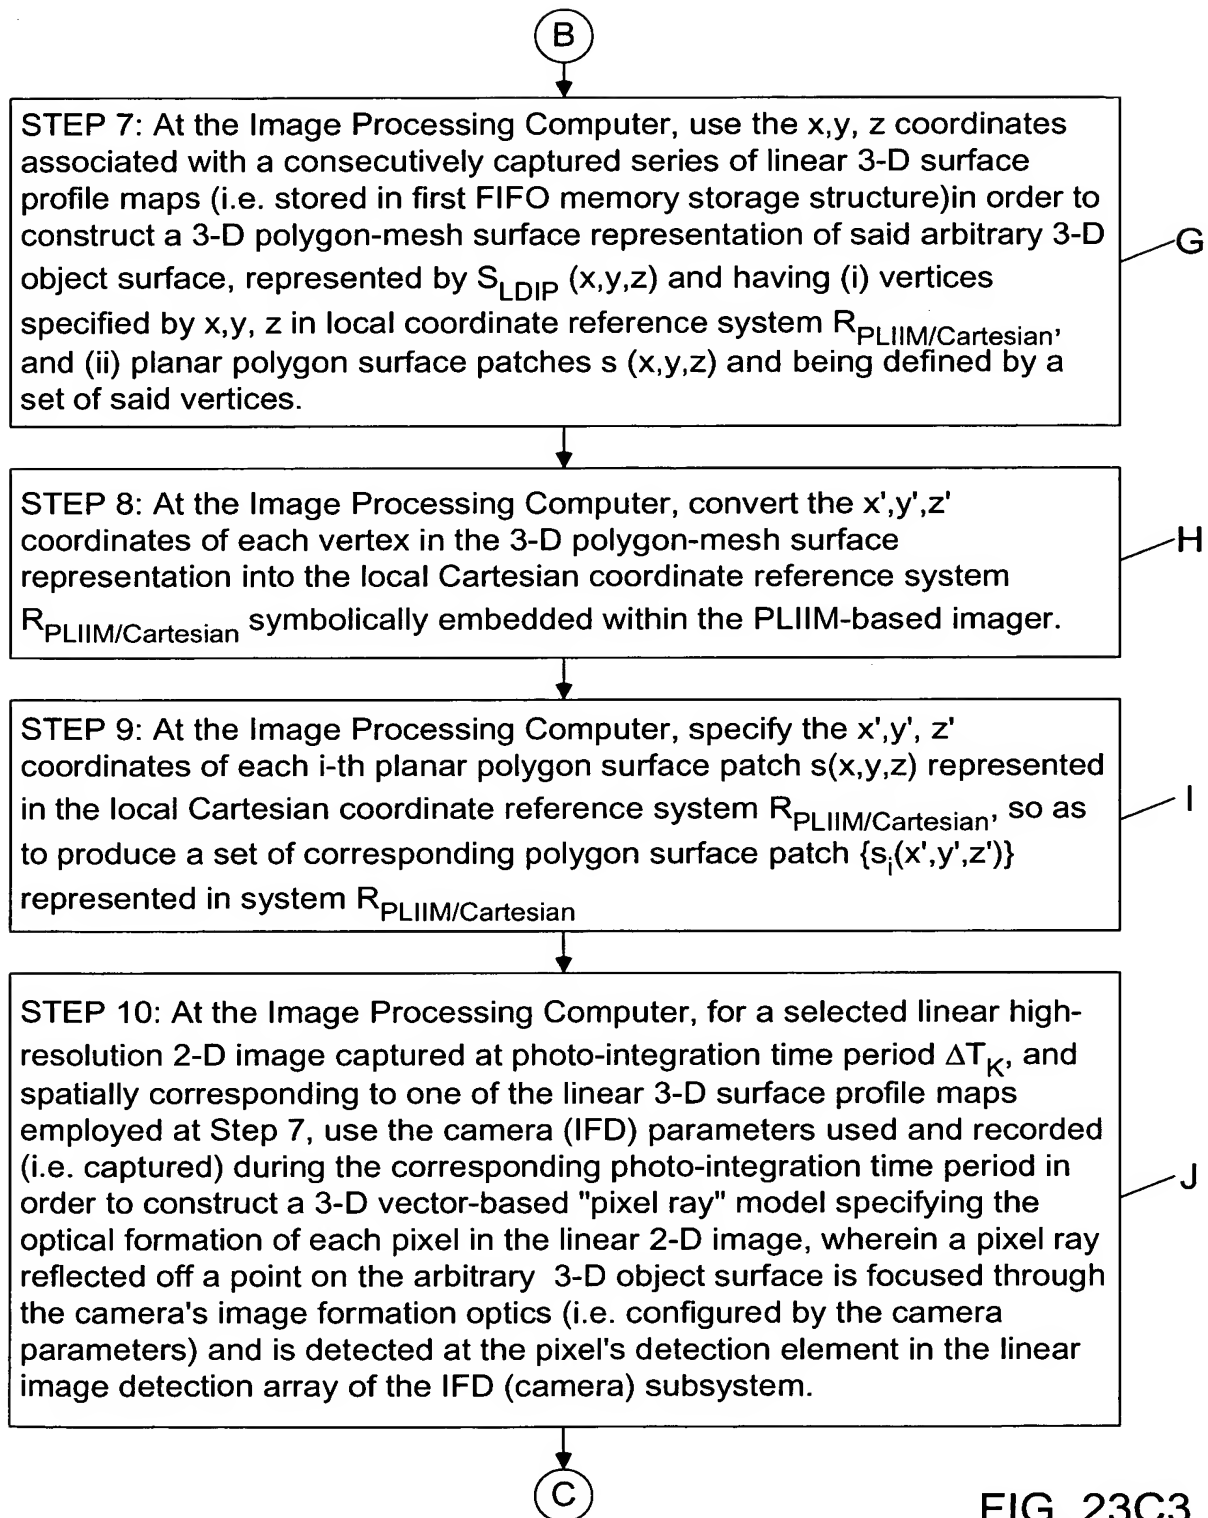 B
STEP 7: At the Image Processing Computer, use the x,y, z coordinates
associated with a consecutively captured series of linear 3-D surface
profile maps (i.e. stored in first FIFO memory storage structure)in order to
construct a 3-D polygon-mesh surface representation of said arbitrary 3-D
object surface, represented by S_LDIP (x,y,z) and having (i) vertices
specified by x,y, z in local coordinate reference system R_PLIIM/Cartesian,
and (ii) planar polygon surface patches s (x,y,z) and being defined by a
set of said vertices.
G
STEP 8: At the Image Processing Computer, convert the x',y',z'
coordinates of each vertex in the 3-D polygon-mesh surface
representation into the local Cartesian coordinate reference system
R_PLIIM/Cartesian symbolically embedded within the PLIIM-based imager.
H
STEP 9: At the Image Processing Computer, specify the x',y', z'
coordinates of each i-th planar polygon surface patch s(x,y,z) represented
in the local Cartesian coordinate reference system R_PLIIM/Cartesian, so as
to produce a set of corresponding polygon surface patch {s_i(x',y',z')}
represented in system R_PLIIM/Cartesian
I
STEP 10: At the Image Processing Computer, for a selected linear high-
resolution 2-D image captured at photo-integration time period ΔT_K, and
spatially corresponding to one of the linear 3-D surface profile maps
employed at Step 7, use the camera (IFD) parameters used and recorded
(i.e. captured) during the corresponding photo-integration time period in
order to construct a 3-D vector-based "pixel ray" model specifying the
optical formation of each pixel in the linear 2-D image, wherein a pixel ray
reflected off a point on the arbitrary 3-D object surface is focused through
the camera's image formation optics (i.e. configured by the camera
parameters) and is detected at the pixel's detection element in the linear
image detection array of the IFD (camera) subsystem.
J
C
FIG. 23C3